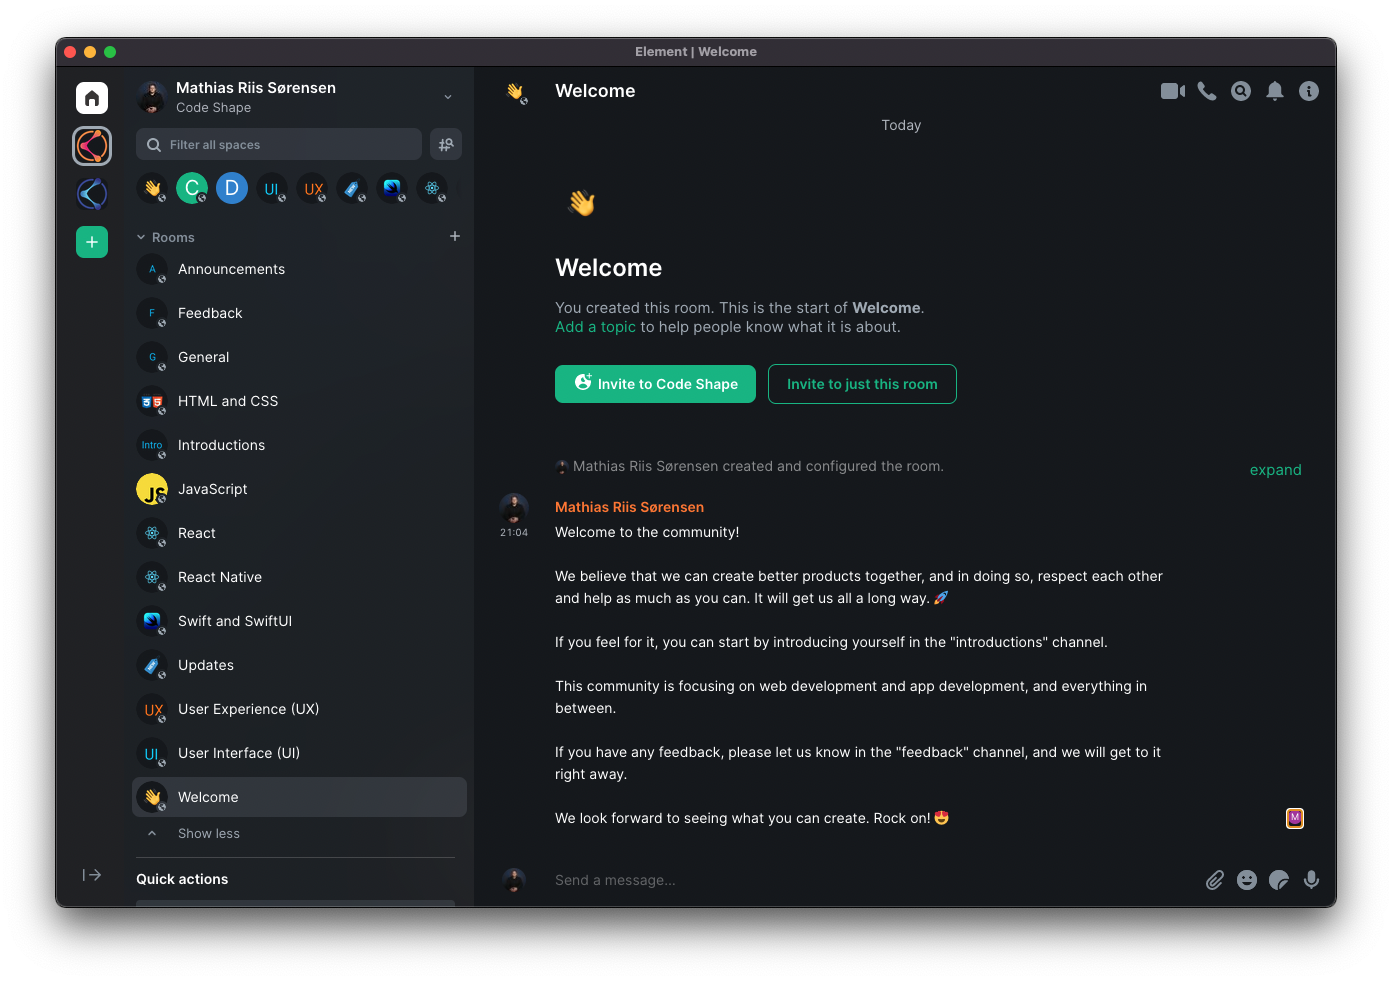 Element | Welcome
Mathias Riis Sørensen
Code Shape
Filter all spaces
C
D
UI
UX
Rooms
A
Announcements
F
Feedback
G
General
HTML and CSS
Intro
Introductions
JS
JavaScript
React
React Native
Swift and SwiftUI
Updates
UX
User Experience (UX)
UI
User Interface (UI)
Welcome
Show less
Quick actions
Welcome
Today
Welcome
You created this room. This is the start of Welcome.
Add a topic to help people know what it is about.
Invite to Code Shape
Invite to just this room
Mathias Riis Sørensen created and configured the room.
expand
Mathias Riis Sørensen
21:04
Welcome to the community!
We believe that we can create better products together, and in doing so, respect each other
and help as much as you can. It will get us all a long way. 🚀
If you feel for it, you can start by introducing yourself in the "introductions" channel.
This community is focusing on web development and app development, and everything in
between.
If you have any feedback, please let us know in the "feedback" channel, and we will get to it
right away.
We look forward to seeing what you can create. Rock on! 😍
M
Send a message...